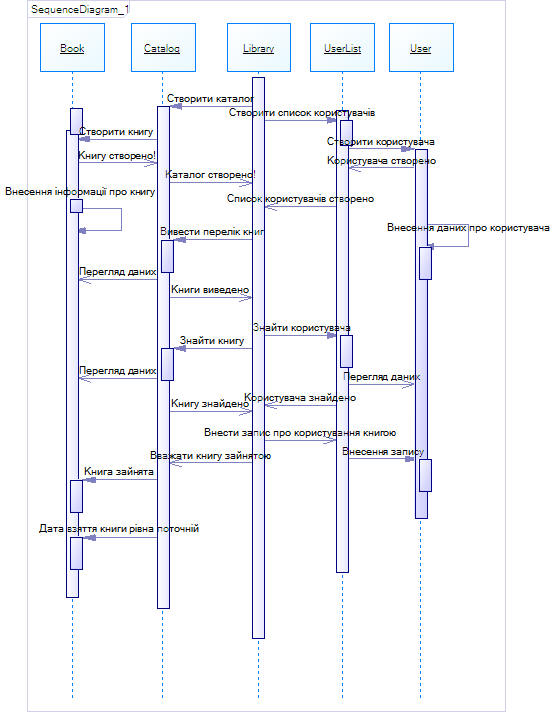 SequenceDiagram_1
Book
Catalog
Library
UserList
User
Створити каталог
Створити список користувачів
Створити книгу
Створити користувача
Книгу створено!
Користувача створено
Каталог створено!
Внесення інформації про книгу
Список користувачів створено
Внесення даних про користувача
Вивести перелік книг
Перегляд даних
Книги виведено
Знайти користувача
Знайти книгу
Перегляд даних
Перегляд даних
Користувача знайдено
Книгу знайдено
Внести запис про користування книгою
Внесення запису
Вважати книгу зайнятою
Книга зайнята
Дата взяття книги рівна поточній